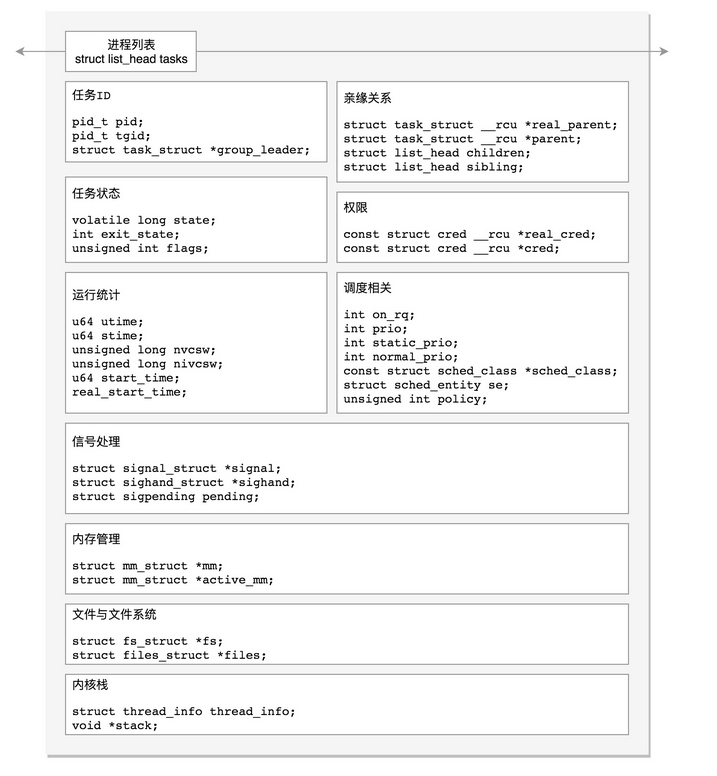 进程列表
struct list_head tasks
任务ID
pid_t pid;
pid_t tgid;
struct task_struct *group_leader;
亲缘关系
struct task_struct __rcu *real_parent;
struct task_struct __rcu *parent;
struct list_head children;
struct list_head sibling;
任务状态
volatile long state;
int exit_state;
unsigned int flags;
权限
const struct cred __rcu *real_cred;
const struct cred __rcu *cred;
运行统计
u64 utime;
u64 stime;
unsigned long nvcsw;
unsigned long nivcsw;
u64 start_time;
real_start_time;
调度相关
int on_rq;
int prio;
int static_prio;
int normal_prio;
const struct sched_class *sched_class;
struct sched_entity se;
unsigned int policy;
信号处理
struct signal_struct *signal;
struct sighand_struct *sighand;
struct sigpending pending;
内存管理
struct mm_struct *mm;
struct mm_struct *active_mm;
文件与文件系统
struct fs_struct *fs;
struct files_struct *files;
内核栈
struct thread_info thread_info;
void *stack;